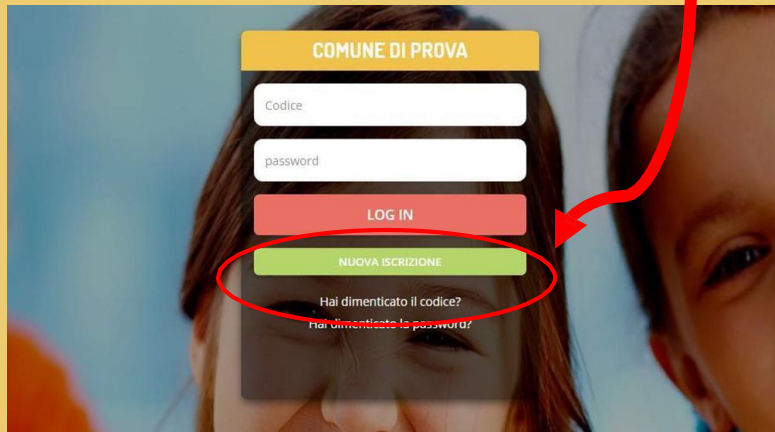 COMUNE DI PROVA
Codice
password
LOG IN
NUOVA ISCRIZIONE
Hai dimenticato il codice?
Hai dimenticato la password?